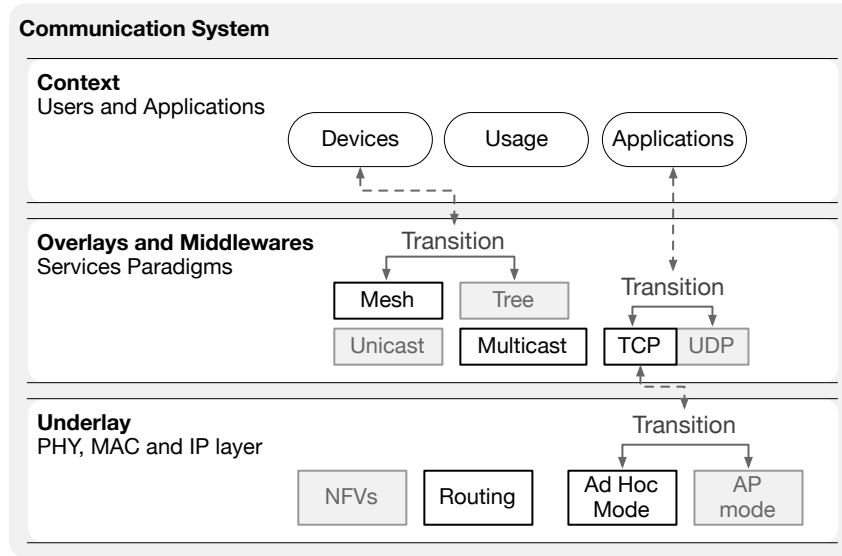 Communication System
Context
Users and Applications
Devices
Usage
Applications
Overlays and Middlewares
Services Paradigms
Transition
Mesh
Tree
Transition
Unicast
Multicast
TCP
UDP
Underlay
PHY, MAC and IP layer
Transition
NFVs
Routing
Ad Hoc
Mode
AP
mode